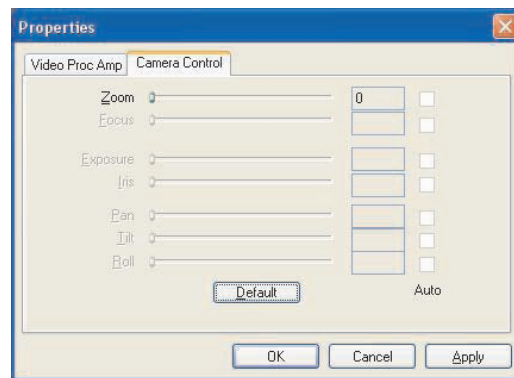 Properties
Video Proc Amp Camera Control
Zoom 0
Focus
Exposure
Iris
Pan
Tilt
Roll
Default Auto
OK Cancel Apply